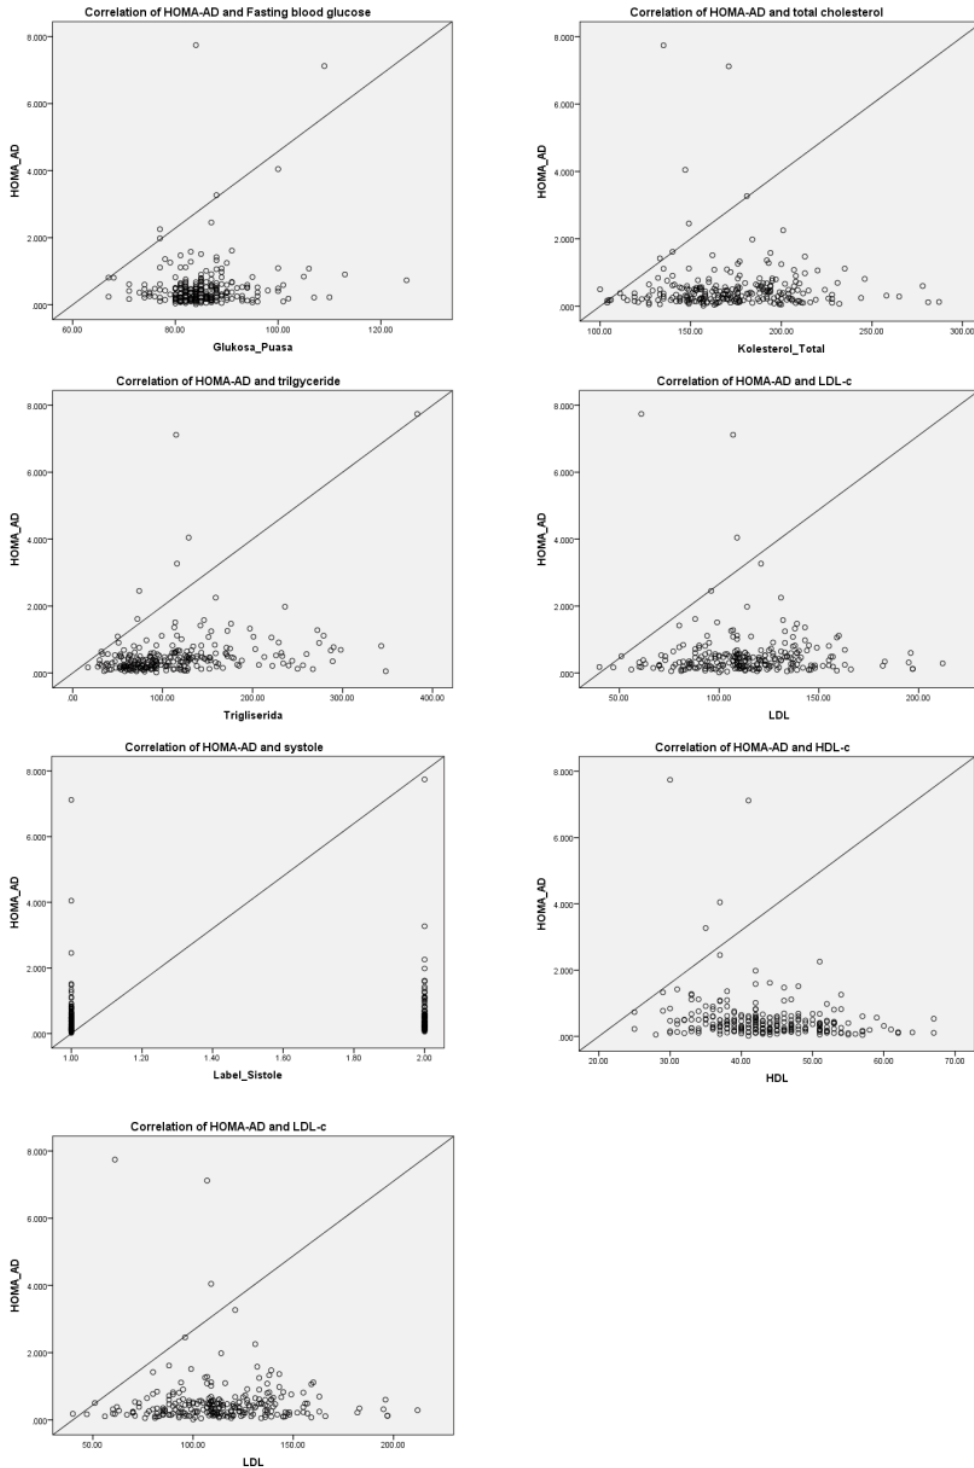 Correlation of HOMA-AD and Fasting blood glucose
8.000
6.000
4.000
2.000
.000
HOMA_AD
60.00 80.00 100.00 120.00
Glukosa_Puasa
Correlation of HOMA-AD and total cholesterol
8.000
6.000
4.000
2.000
.000
HOMA_AD
100.00 150.00 200.00 250.00 300.00
Kolesterol_Total
Correlation of HOMA-AD and trilgyceride
8.000
6.000
4.000
2.000
.000
HOMA_AD
.00 100.00 200.00 300.00 400.00
Trigliserida
Correlation of HOMA-AD and LDL-c
8.000
6.000
4.000
2.000
.000
HOMA_AD
50.00 100.00 150.00 200.00
LDL
Correlation of HOMA-AD and systole
8.000
6.000
4.000
2.000
.000
HOMA_AD
1.00 1.20 1.40 1.60 1.80 2.00
Label_Sistole
Correlation of HOMA-AD and HDL-c
8.000
6.000
4.000
2.000
.000
HOMA_AD
20.00 30.00 40.00 50.00 60.00 70.00
HDL
Correlation of HOMA-AD and LDL-c
8.000
6.000
4.000
2.000
.000
HOMA_AD
50.00 100.00 150.00 200.00
LDL